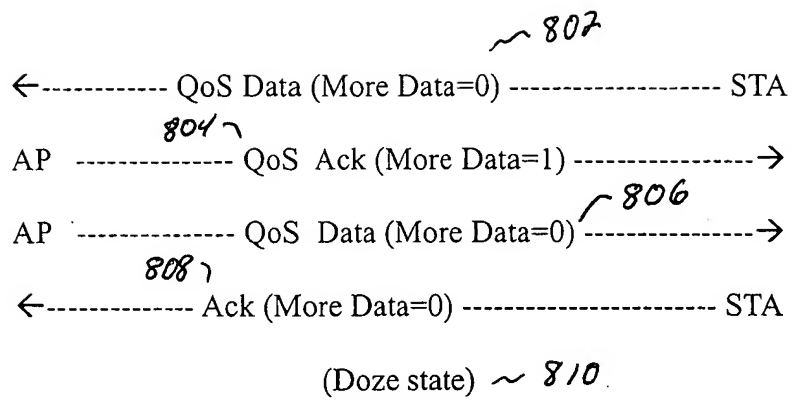 802
←------------ QoS Data (More Data=0) -------------------- STA
804
AP --------------- QoS Ack (More Data=1) -----------------→
806
AP --------------- QoS Data (More Data=0) -----------------→
808
←-------------- Ack (More Data=0) ----------------------- STA
(Doze state) ~ 810